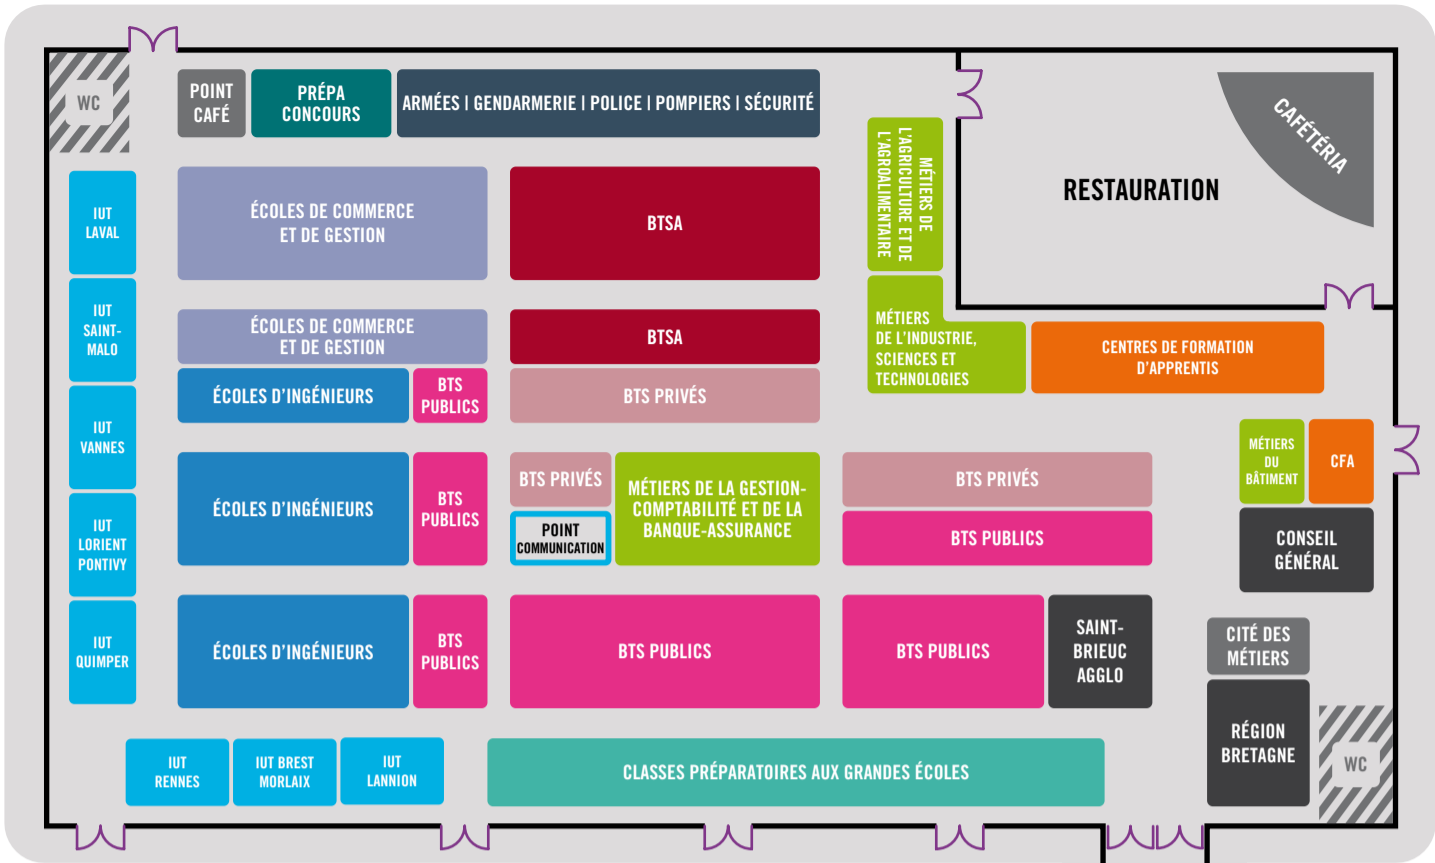 WC
POINT
CAFÉ
PRÉPA
CONCOURS
ARMÉES | GENDARMERIE | POLICE | POMPIERS | SÉCURITÉ
MÉTIERS DE
L'AGRICULTURE ET DE
L'AGROALIMENTAIRE
RESTAURATION
CAFÉTÉRIA
IUT
LAVAL
ÉCOLES DE COMMERCE
ET DE GESTION
BTSA
IUT
SAINT-
MALO
ÉCOLES DE COMMERCE
ET DE GESTION
BTSA
MÉTIERS
DE L'INDUSTRIE,
SCIENCES ET
TECHNOLOGIES
CENTRES DE FORMATION
D'APPRENTIS
ÉCOLES D'INGÉNIEURS
BTS
PUBLICS
BTS PRIVÉS
IUT
VANNES
MÉTIERS
DU
BÂTIMENT
CFA
ÉCOLES D'INGÉNIEURS
BTS
PUBLICS
BTS PRIVÉS
POINT
COMMUNICATION
MÉTIERS DE LA GESTION-
COMPTABILITÉ ET DE LA
BANQUE-ASSURANCE
BTS PRIVÉS
BTS PUBLICS
IUT
LORIENT
PONTIVY
CONSEIL
GÉNÉRAL
IUT
QUIMPER
ÉCOLES D'INGÉNIEURS
BTS
PUBLICS
BTS PUBLICS
BTS PUBLICS
SAINT-
BRIEUC
AGGLO
CITÉ DES
MÉTIERS
RÉGION
BRETAGNE
WC
IUT
RENNES
IUT BREST
MORLAIX
IUT
LANNION
CLASSES PRÉPARATOIRES AUX GRANDES ÉCOLES